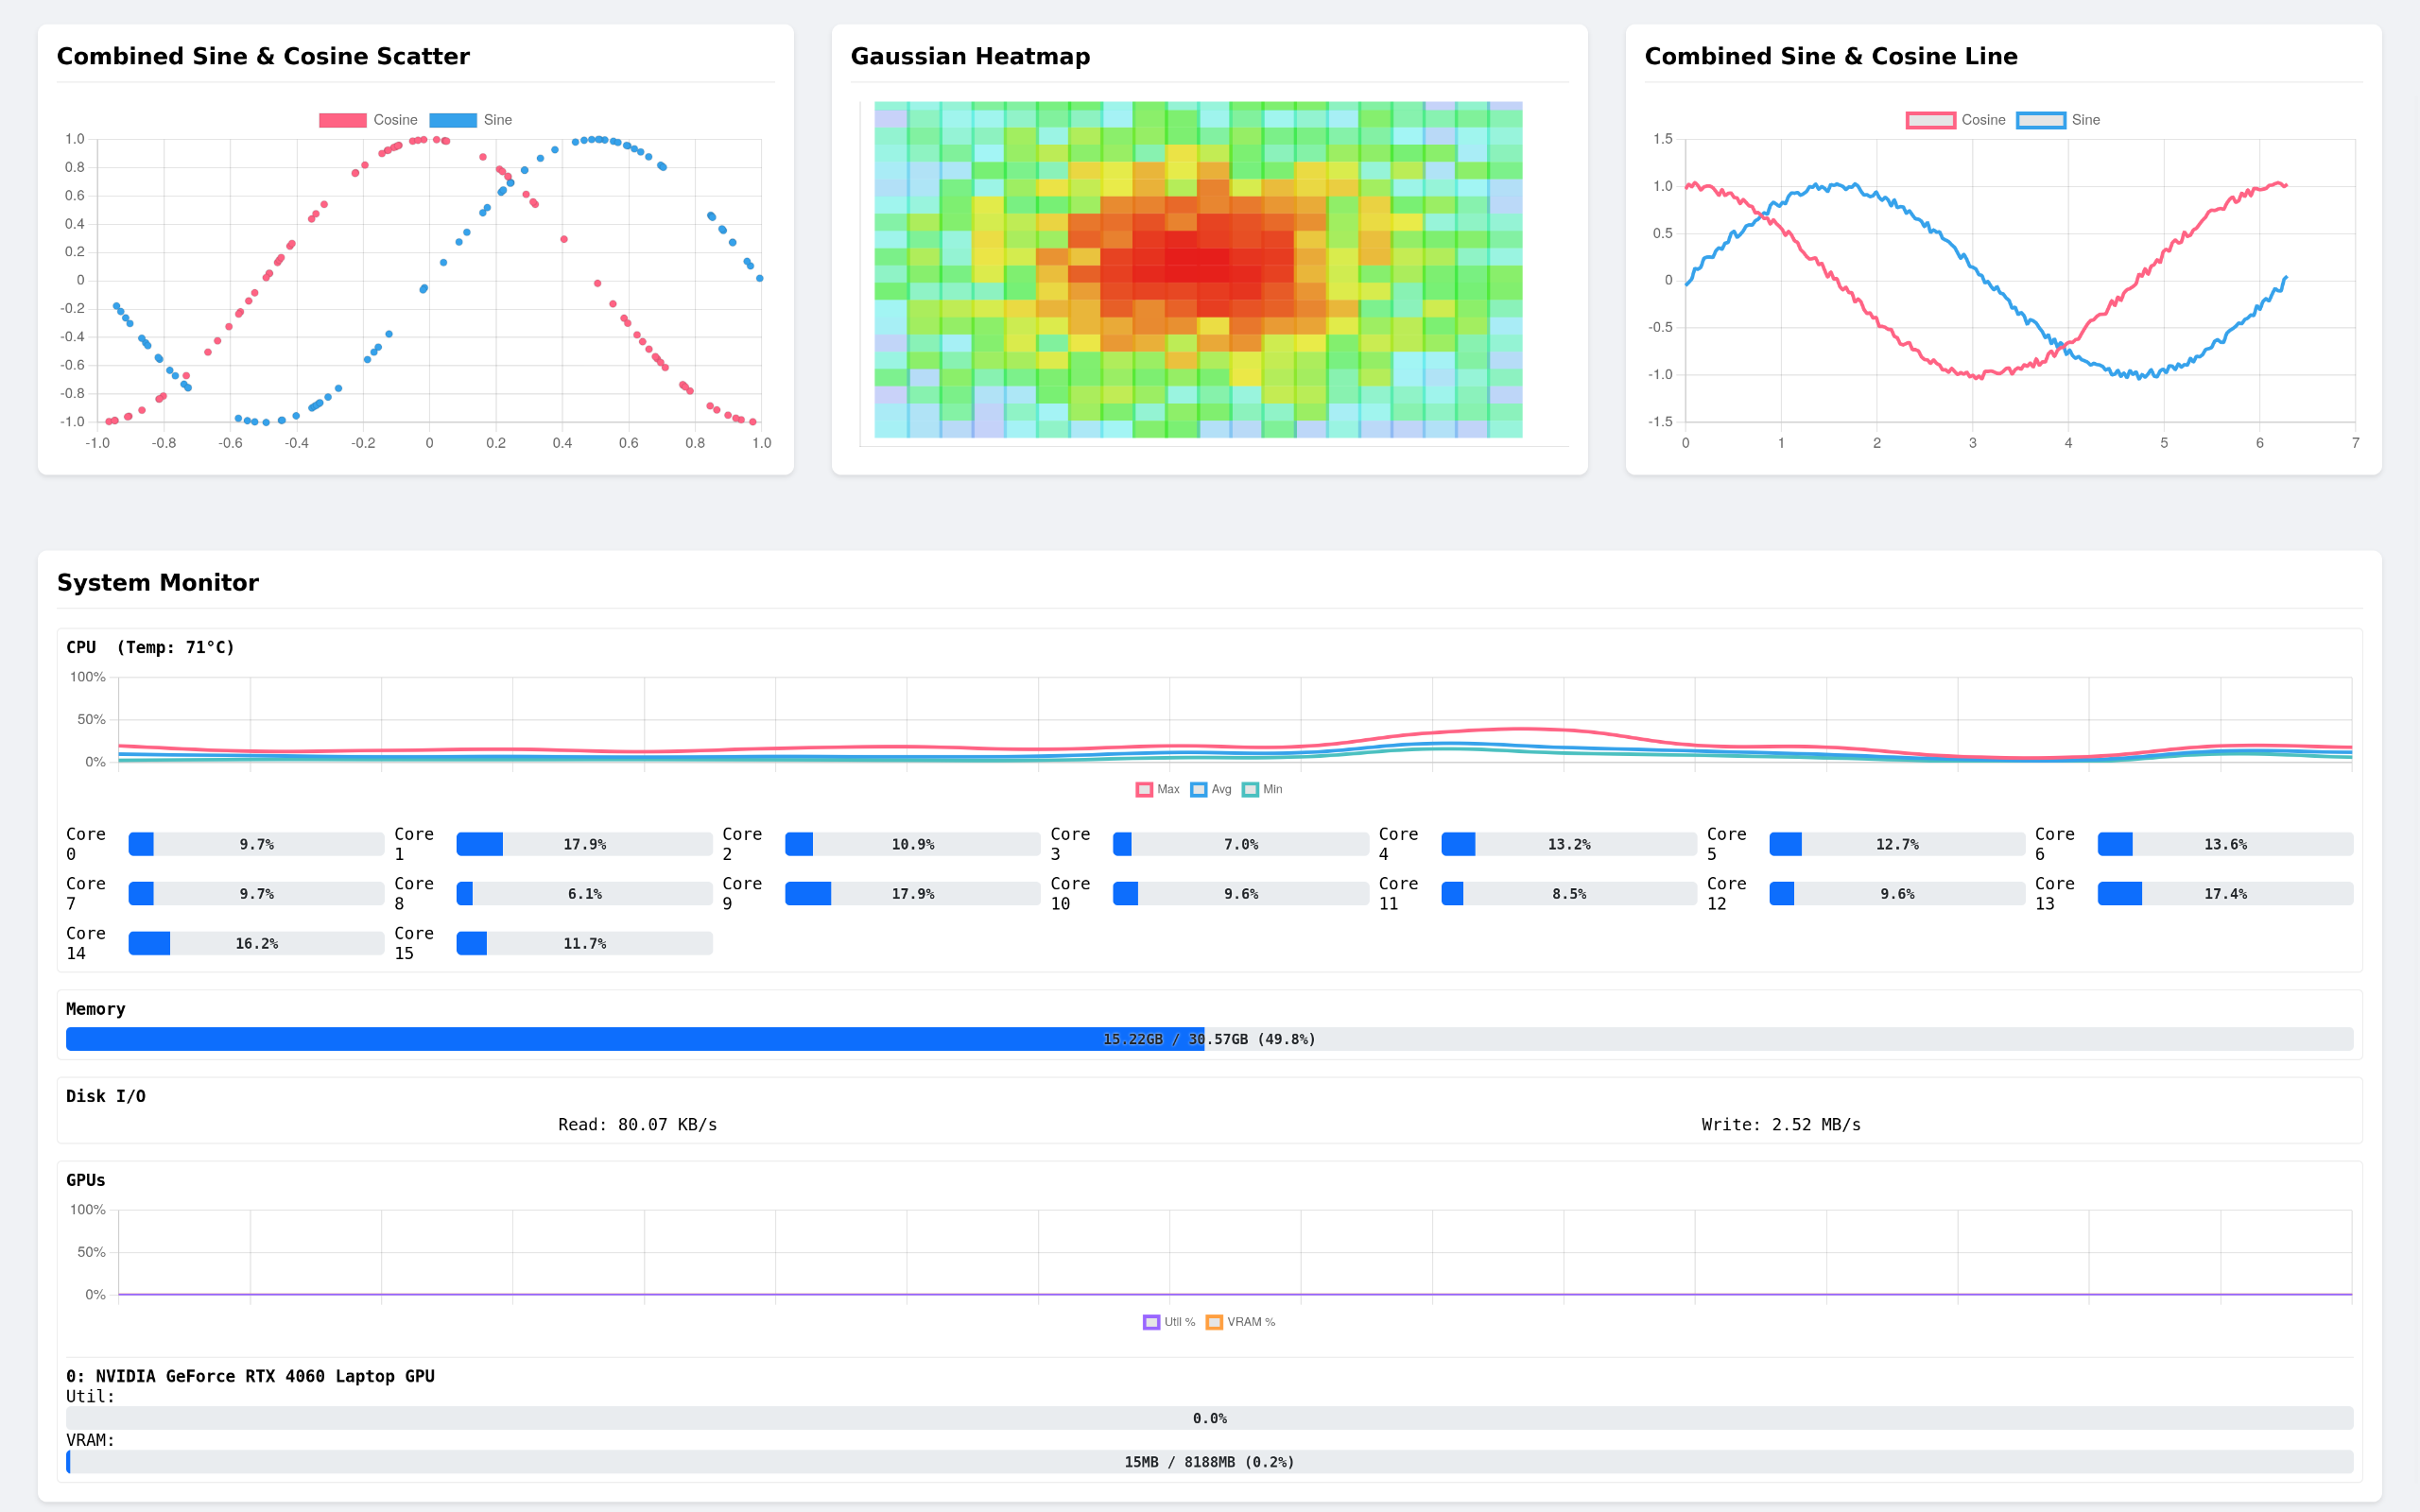 Combined Sine & Cosine Scatter
Cosine Sine
1.0
0.8
0.6
0.4
0.2
0
-0.2
-0.4
-0.6
-0.8
-1.0
-1.0 -0.8 -0.6 -0.4 -0.2 0 0.2 0.4 0.6 0.8 1.0
Gaussian Heatmap
Combined Sine & Cosine Line
Cosine Sine
1.5
1.0
0.5
0
-0.5
-1.0
-1.5
0 1 2 3 4 5 6 7
System Monitor
CPU (Temp: 71°C)
100%
50%
0%
Max Avg Min
Core 0 9.7%
Core 1 17.9%
Core 2 10.9%
Core 3 7.0%
Core 4 13.2%
Core 5 12.7%
Core 6 13.6%
Core 7 9.7%
Core 8 6.1%
Core 9 17.9%
Core 10 9.6%
Core 11 8.5%
Core 12 9.6%
Core 13 17.4%
Core 14 16.2%
Core 15 11.7%
Memory
15.22GB / 30.57GB (49.8%)
Disk I/O
Read: 80.07 KB/s Write: 2.52 MB/s
GPUs
100%
50%
0%
Util % VRAM %
0: NVIDIA GeForce RTX 4060 Laptop GPU
Util:
0.0%
VRAM:
15MB / 8188MB (0.2%)